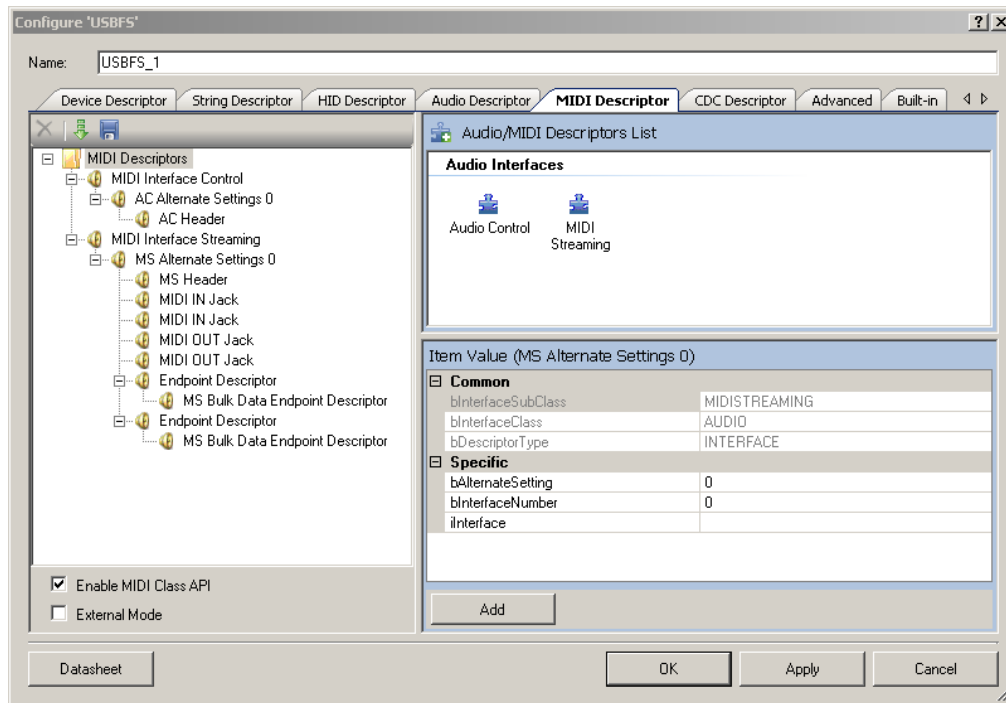 Configure 'USBFS'
Name: USBFS_1
Device Descriptor String Descriptor HID Descriptor Audio Descriptor MIDI Descriptor CDC Descriptor Advanced Built-in
MIDI Descriptors
MIDI Interface Control
AC Alternate Settings 0
AC Header
MIDI Interface Streaming
MS Alternate Settings 0
MS Header
MIDI IN Jack
MIDI IN Jack
MIDI OUT Jack
MIDI OUT Jack
Endpoint Descriptor
MS Bulk Data Endpoint Descriptor
Endpoint Descriptor
MS Bulk Data Endpoint Descriptor
Enable MIDI Class API
External Mode
Audio/MIDI Descriptors List
Audio Interfaces
Audio Control
MIDI
Streaming
Item Value (MS Alternate Settings 0)
Common
bInterfaceSubClass MIDISTREAMING
bInterfaceClass AUDIO
bDescriptorType INTERFACE
Specific
bAlternateSetting 0
bInterfaceNumber 0
iInterface
Add
Datasheet OK Apply Cancel